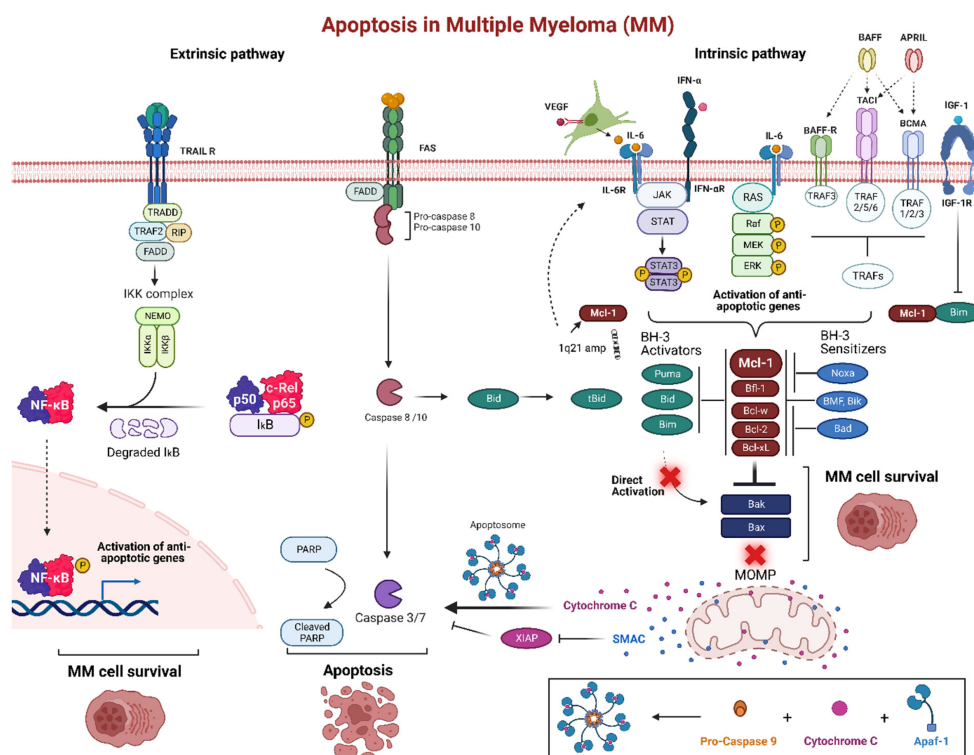 Apoptosis in Multiple Myeloma (MM)
Extrinsic pathway
Intrinsic pathway
TRAIL R
TRADD
TRAF2
RIP
FADD
IKK complex
NEMO
IKKα
IKKβ
NF-κB
p50
c-Rel
p65
IκB
P
Degraded IκB
NF-κB
P
Activation of anti-
apoptotic genes
MM cell survival
FAS
FADD
Pro-caspase 8
Pro-caspase 10
Caspase 8 /10
Bid
tBid
PARP
Cleaved
PARP
Caspase 3/7
Apoptosis
Apoptosome
Cytochrome C
XIAP
SMAC
VEGF
IL-6
IL-6R
IFN-α
IFN-αR
JAK
STAT
P
STAT3
STAT3
P
IL-6
RAS
Raf
P
MEK
P
ERK
P
BAFF
APRIL
BAFF-R
TACI
BCMA
TRAF3
TRAF
2/5/6
TRAF
1/2/3
TRAFs
IGF-1
IGF-1R
Mcl-1
Bim
Activation of anti-
apoptotic genes
Mcl-1
1q21 amp
BH-3
Activators
Puma
Bid
Bim
Mcl-1
Bfl-1
Bcl-w
Bcl-2
Bcl-xL
BH-3
Sensitizers
Noxa
BMF, Bik
Bad
Direct
Activation
Bak
Bax
MOMP
MM cell survival
Pro-Caspase 9
+
Cytochrome C
+
Apaf-1